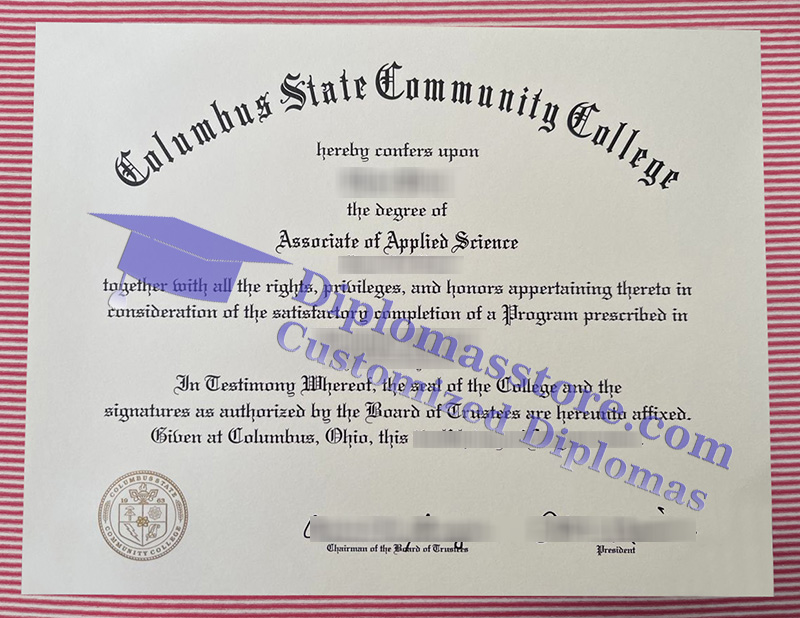 Columbus State Community College
hereby confers upon
the degree of
Associate of Applied Science
together with all the rights, privileges, and honors appertaining thereto in
consideration of the satisfactory completion of a Program prescribed in
In Testimony Whereof, the seal of the College and the
signatures as authorized by the Board of Trustees are hereunto affixed.
Given at Columbus, Ohio, this
Diplomasstore.com
Customized Diplomas
COLUMBUS STATE
1963
COMMUNITY COLLEGE
Chairman of the Board of Trustees
President